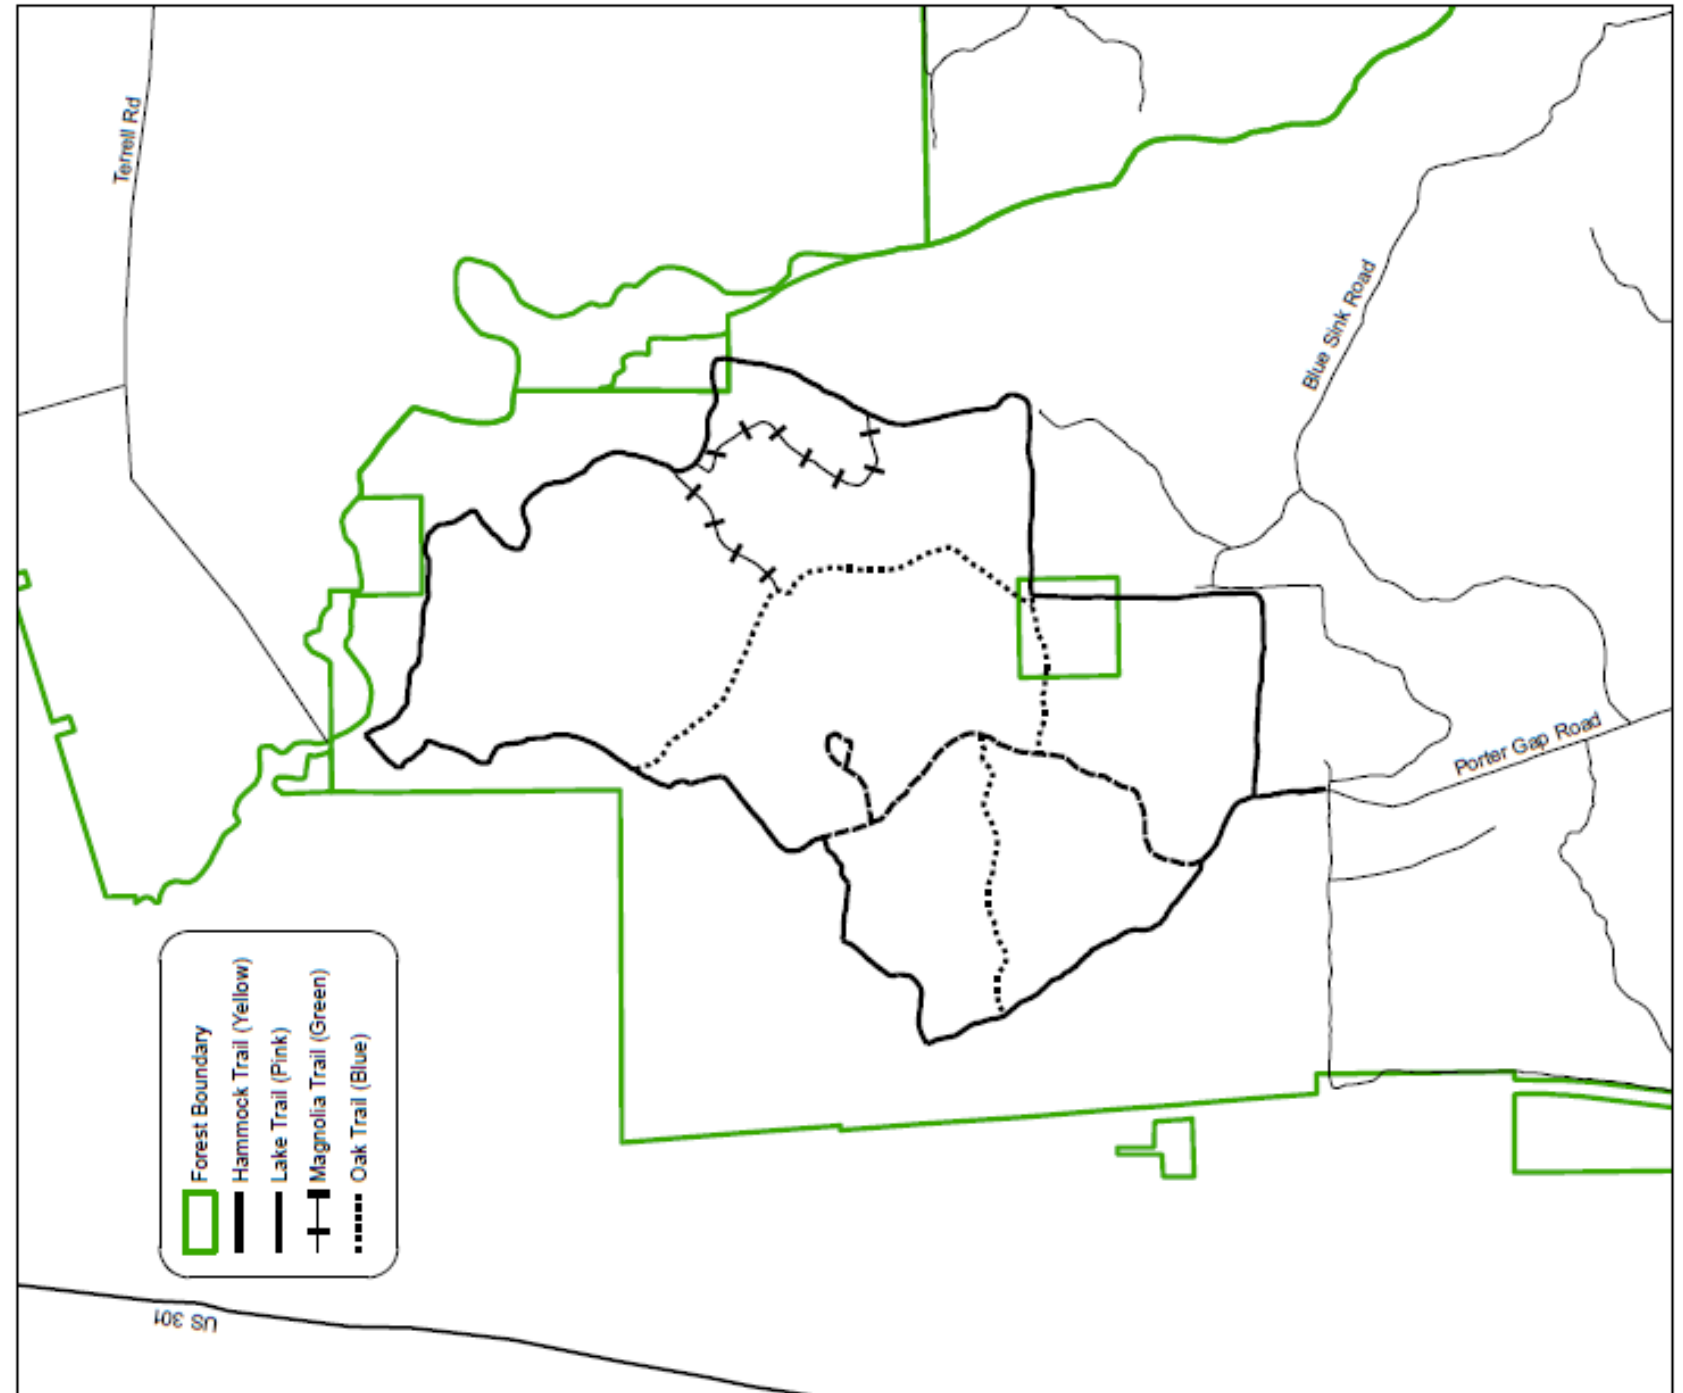 Terrell Rd
Blue Sink Road
Porter Gap Road
Forest Boundary
Hammock Trail (Yellow)
Lake Trail (Pink)
Magnolia Trail (Green)
Oak Trail (Blue)
US 301